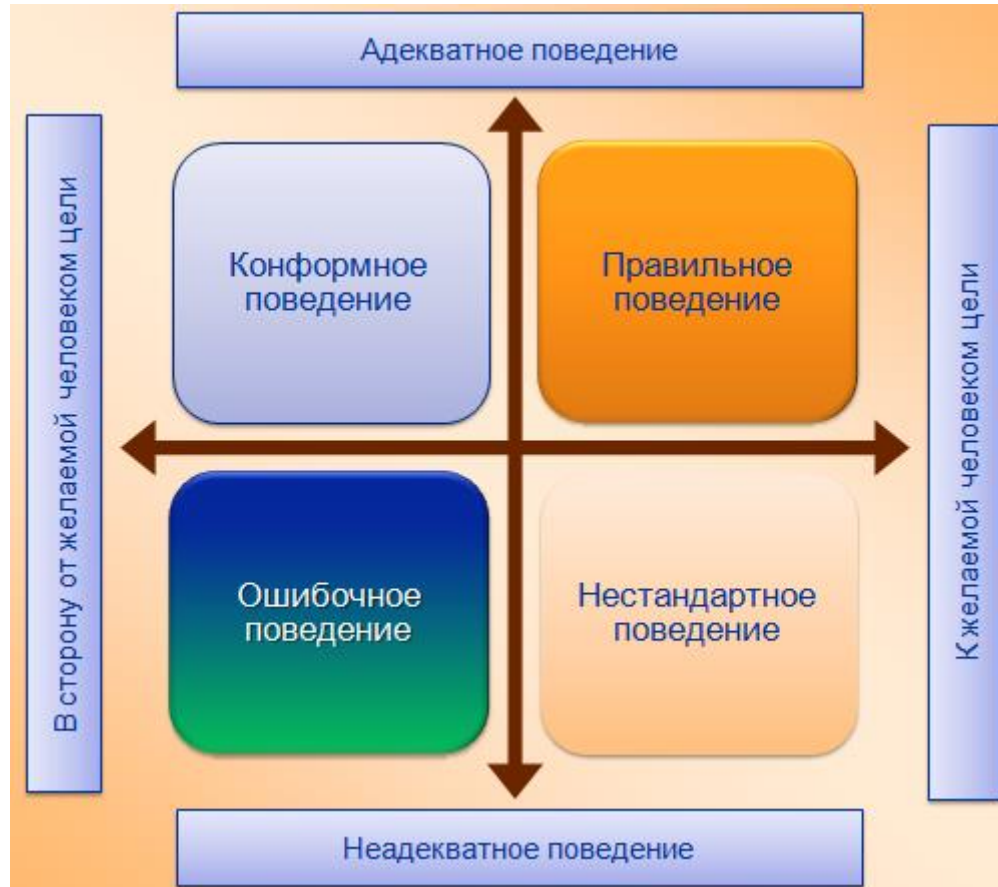 Адекватное поведение
В сторону от желаемой человеком цели
Конформное
поведение
Правильное
поведение
К желаемой человеком цели
Ошибочное
поведение
Нестандартное
поведение
Неадекватное поведение